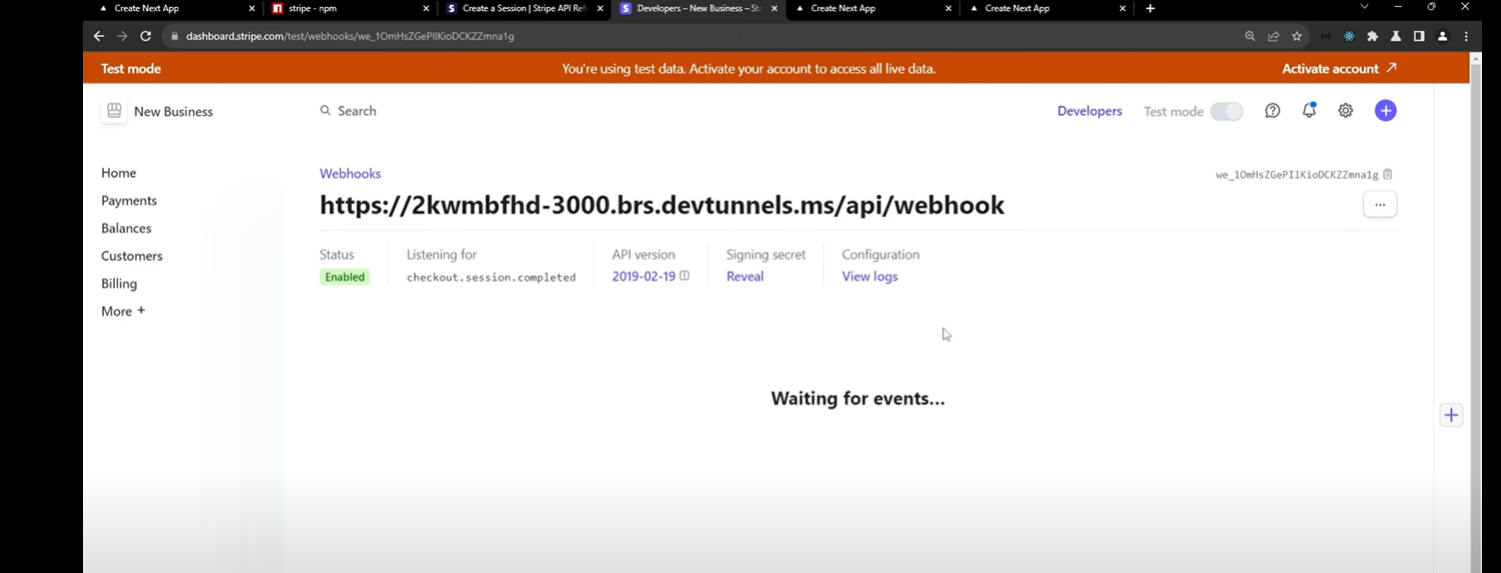 Create Next App
stripe - npm
Create a Session | Stripe API Ref
Developers – New Business – St
Create Next App
Create Next App
dashboard.stripe.com/test/webhooks/we_1OmHsZGePIlKioDCKZZmna1g
Test mode
You're using test data. Activate your account to access all live data.
Activate account
New Business
Search
Developers
Test mode
Home
Payments
Balances
Customers
Billing
More +
Webhooks
we_1OmHsZGePIlKioDCKZZmna1g
https://2kwmbfhd-3000.brs.devtunnels.ms/api/webhook
...
Status
Listening for
API version
Signing secret
Configuration
Enabled
checkout.session.completed
2019-02-19
Reveal
View logs
Waiting for events...